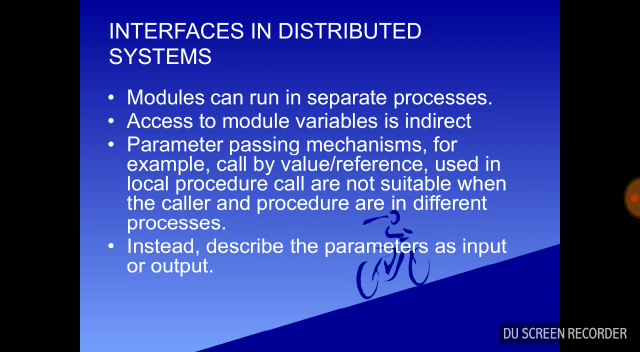 INTERFACES IN DISTRIBUTED
SYSTEMS
• Modules can run in separate processes.
• Access to module variables is indirect
• Parameter passing mechanisms, for
example, call by value/reference, used in
local procedure call are not suitable when
the caller and procedure are in different
processes.
• Instead, describe the parameters as input
or output.
DU SCREEN RECORDER